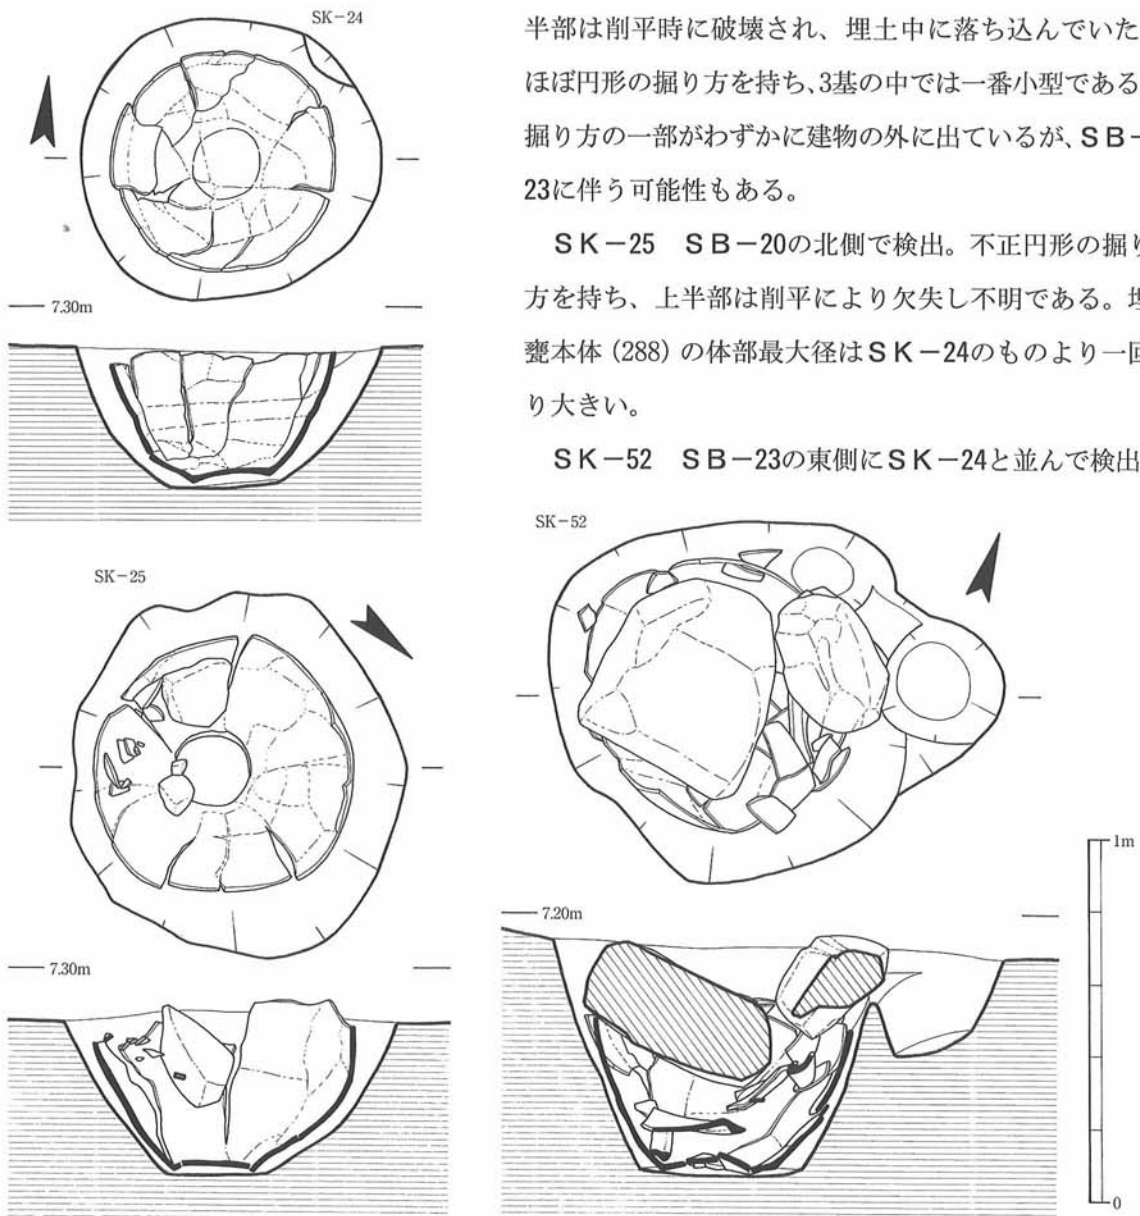 SK-24
半部は削平時に破壊され、埋土中に落ち込んでいた
ほぼ円形の掘り方を持ち、3基の中では一番小型である
掘り方の一部がわずかに建物の外に出ているが、SB-
23に伴う可能性もある。
SK-25 SB-20の北側で検出。不正円形の掘り
方を持ち、上半部は削平により欠失し不明である。埋
甕本体(288)の体部最大径はSK-24のものより一回
り大きい。
SK-52 SB-23の東側にSK-24と並んで検出
7.30m
SK-25
7.30m
SK-52
7.20m
1m
0